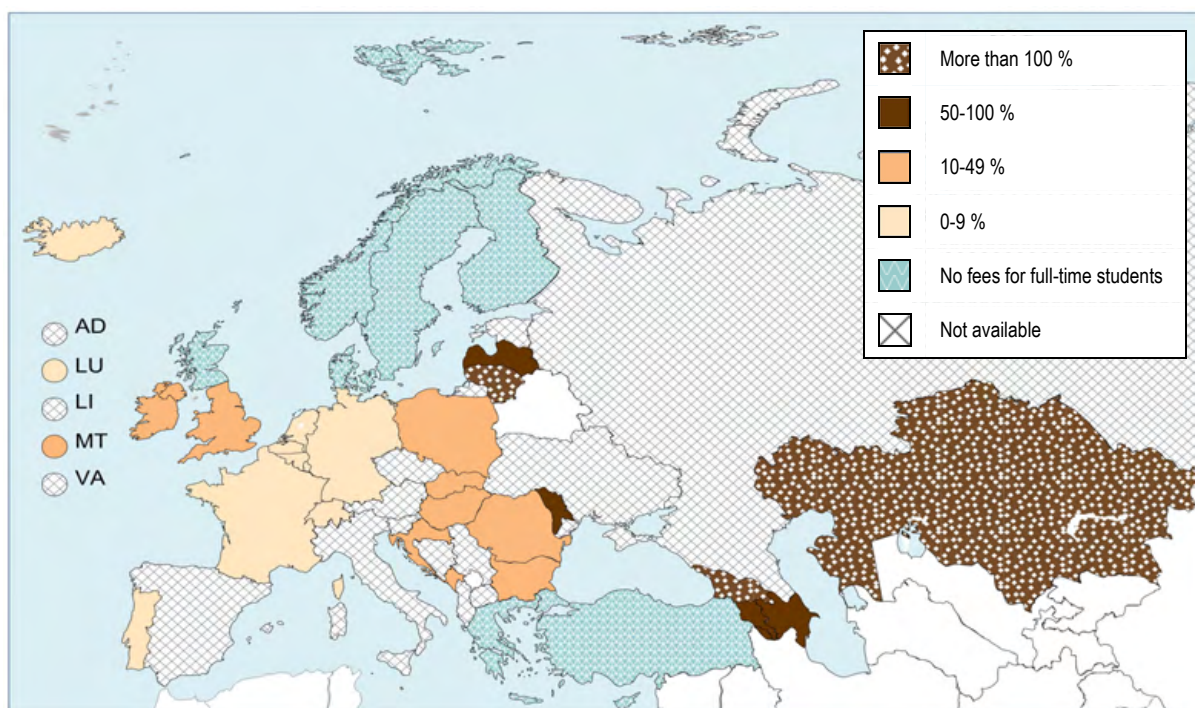 More than 100 %
50-100 %
10-49 %
0-9 %
No fees for full-time students
Not available
AD
LU
LI
MT
VA